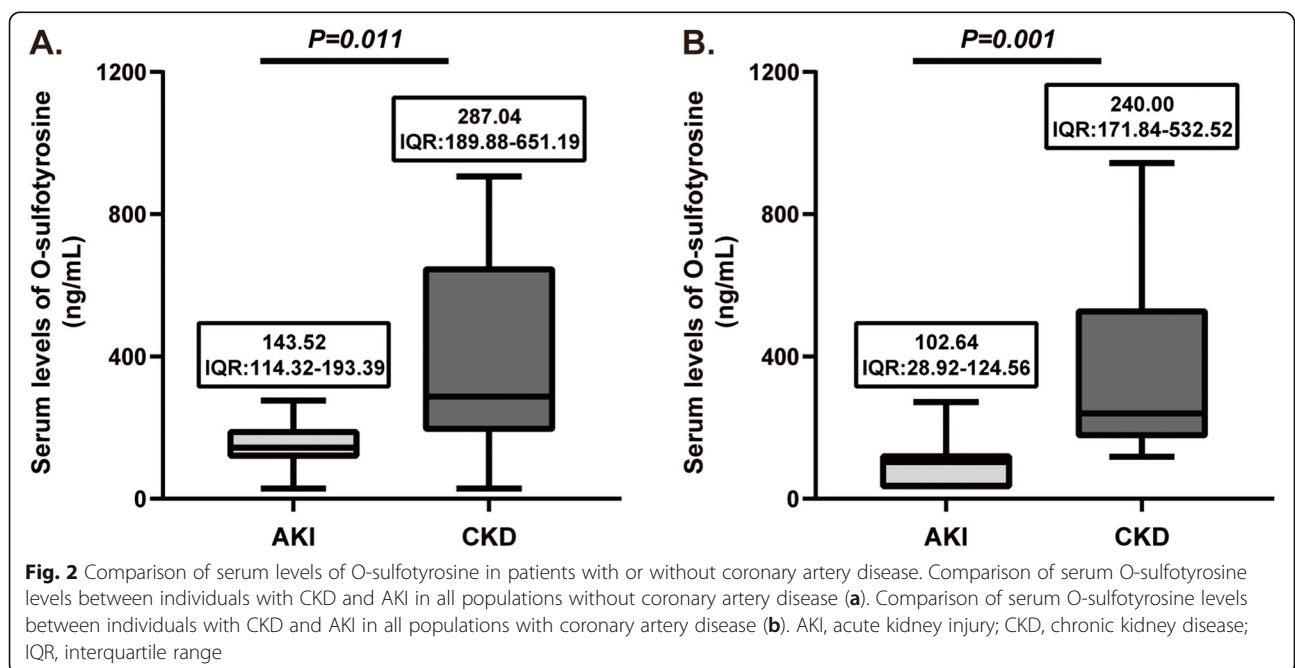 A.
P=0.011
Serum levels of O-sulfotyrosine
(ng/mL)
1200
800
400
0
287.04
IQR:189.88-651.19
143.52
IQR:114.32-193.39
AKI
CKD
B.
P=0.001
Serum levels of O-sulfotyrosine
(ng/mL)
1200
800
400
0
240.00
IQR:171.84-532.52
102.64
IQR:28.92-124.56
AKI
CKD
Fig. 2 Comparison of serum levels of O-sulfotyrosine in patients with or without coronary artery disease. Comparison of serum O-sulfotyrosine
levels between individuals with CKD and AKI in all populations without coronary artery disease (a). Comparison of serum O-sulfotyrosine levels
between individuals with CKD and AKI in all populations with coronary artery disease (b). AKI, acute kidney injury; CKD, chronic kidney disease;
IQR, interquartile range